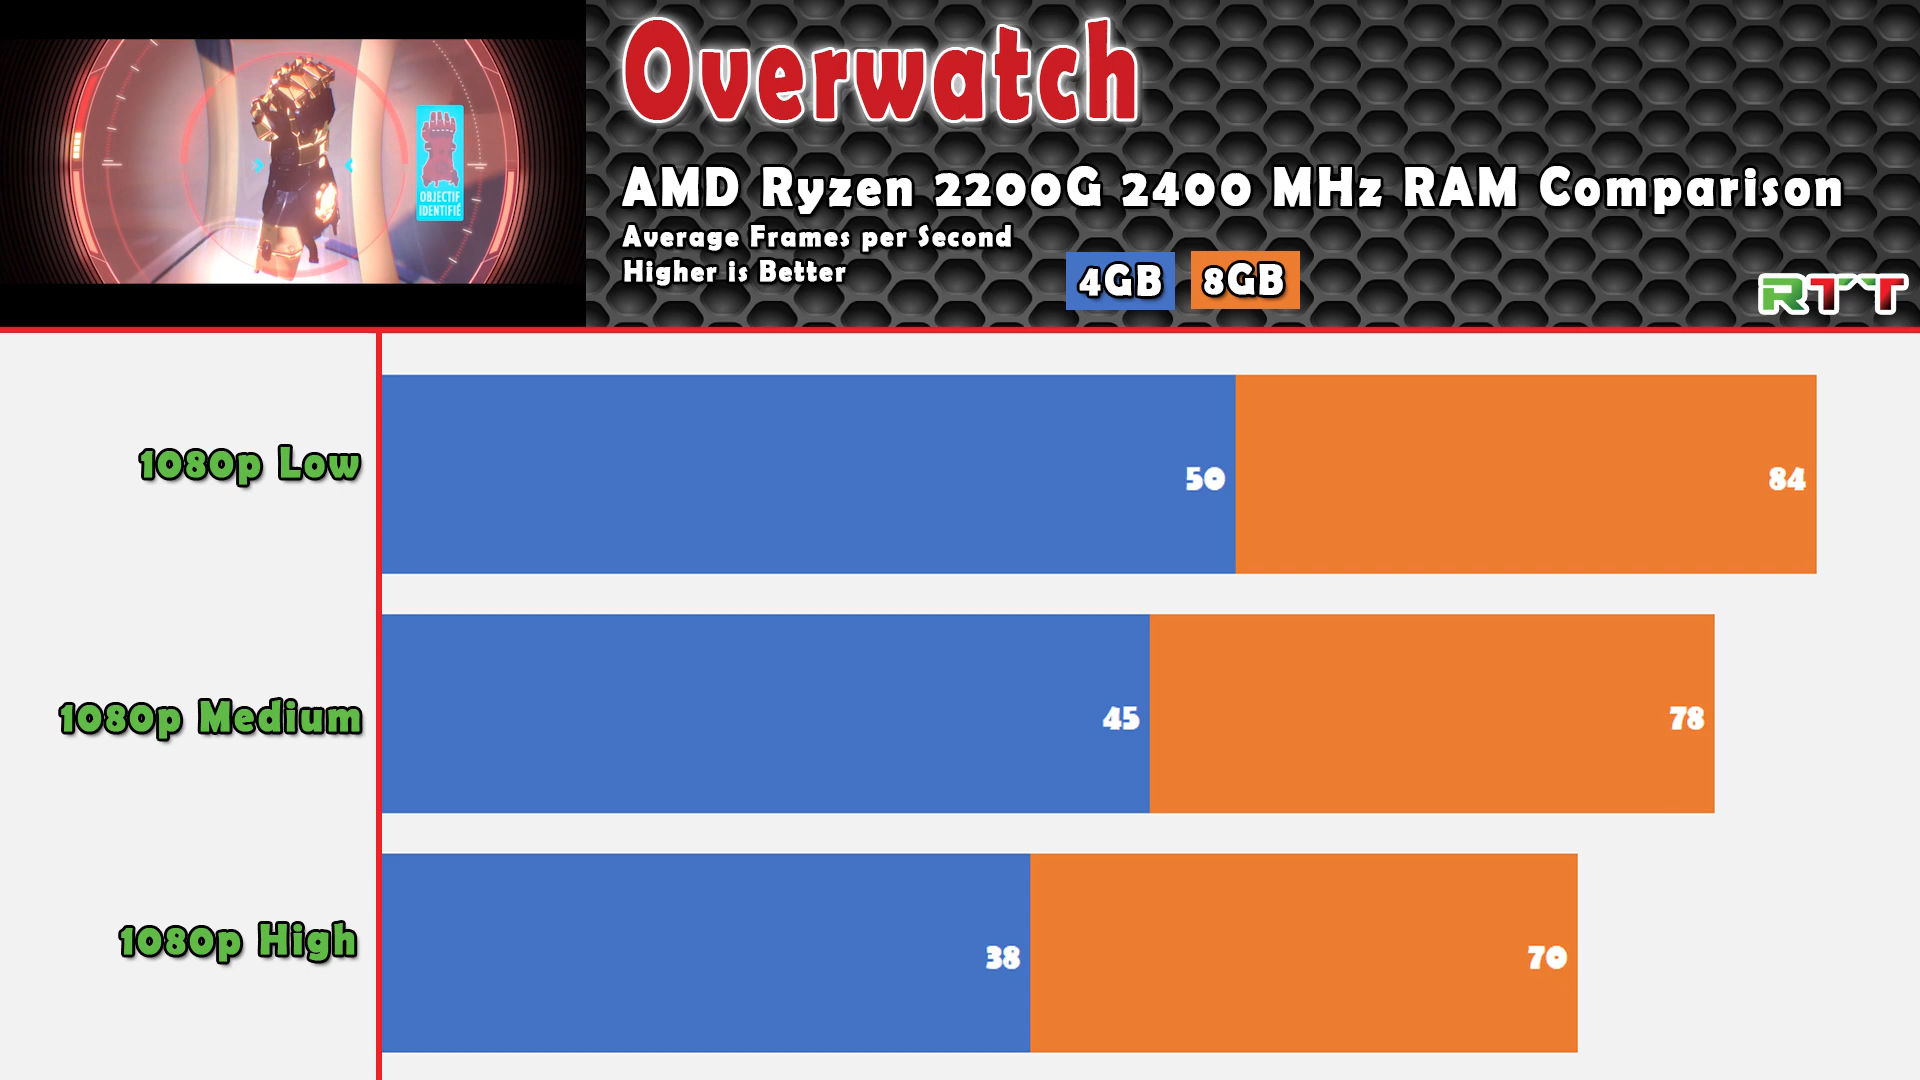 OBJECTIF
IDENTIFIÉ
Overwatch
AMD Ryzen 2200G 2400 MHz RAM Comparison
Average Frames per Second
Higher is Better
4GB 8GB
RTT
1080p Low 50 84
1080p Medium 45 78
1080p High 38 70